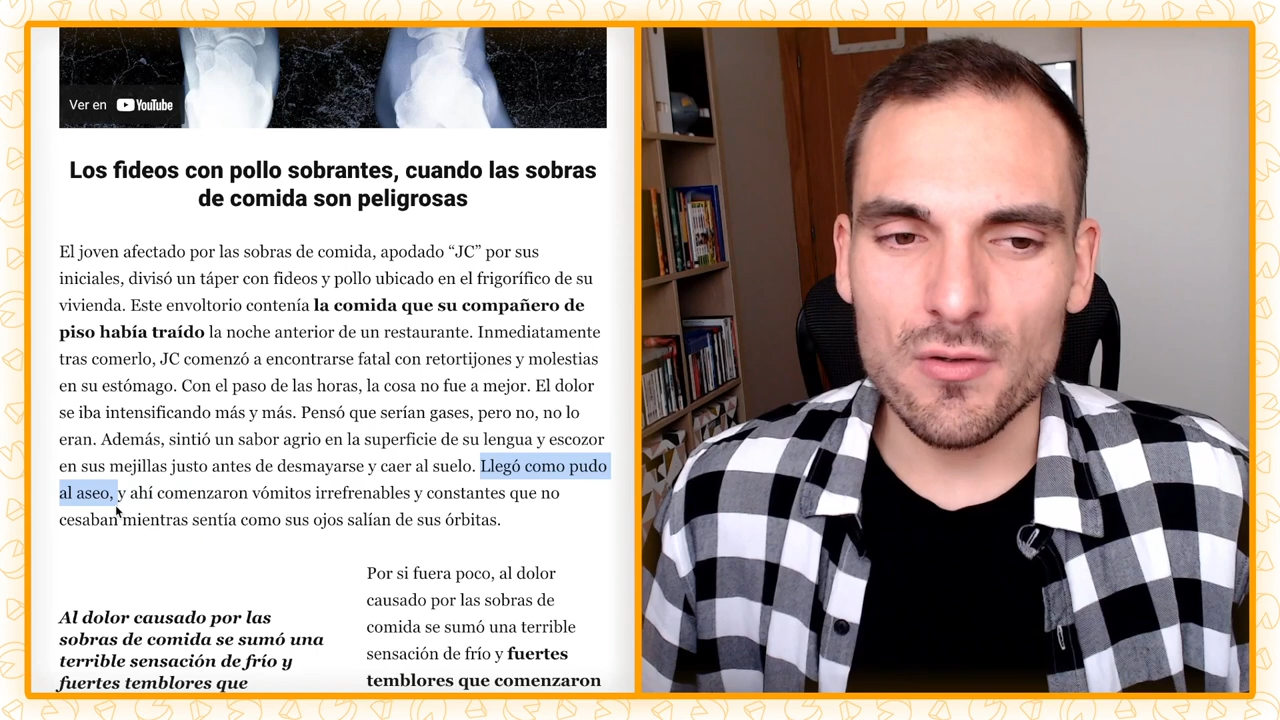 Ver en YouTube
Los fideos con pollo sobrantes, cuando las sobras
de comida son peligrosas
El joven afectado por las sobras de comida, apodado “JC” por sus
iniciales, divisó un táper con fideos y pollo ubicado en el frigorífico de su
vivienda. Este envoltorio contenía la comida que su compañero de
piso había traído la noche anterior de un restaurante. Inmediatamente
tras comerlo, JC comenzó a encontrarse fatal con retortijones y molestias
en su estómago. Con el paso de las horas, la cosa no fue a mejor. El dolor
se iba intensificando más y más. Pensó que serían gases, pero no, no lo
eran. Además, sintió un sabor agrio en la superficie de su lengua y escozor
en sus mejillas justo antes de desmayarse y caer al suelo. Llegó como pudo
al aseo, y ahí comenzaron vómitos irrefrenables y constantes que no
cesaban mientras sentía como sus ojos salían de sus órbitas.
Al dolor causado por las
sobras de comida se sumó una
terrible sensación de frío y
fuertes temblores que
Por si fuera poco, al dolor
causado por las sobras de
comida se sumó una terrible
sensación de frío y fuertes
temblores que comenzaron